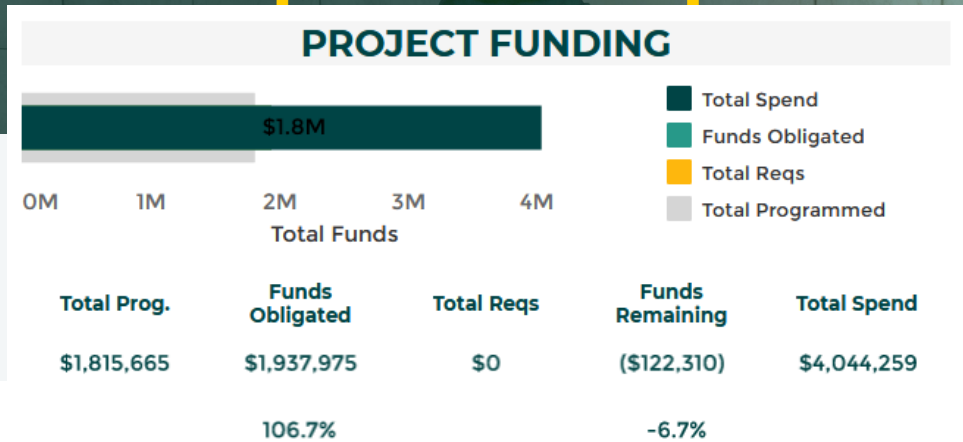 PROJECT FUNDING
$1.8M
0M 1M 2M 3M 4M
Total Funds
Total Spend
Funds Obligated
Total Reqs
Total Programmed
Total Prog. Funds Obligated Total Reqs Funds Remaining Total Spend
$1,815,665 $1,937,975 $0 ($122,310) $4,044,259
106.7% -6.7%